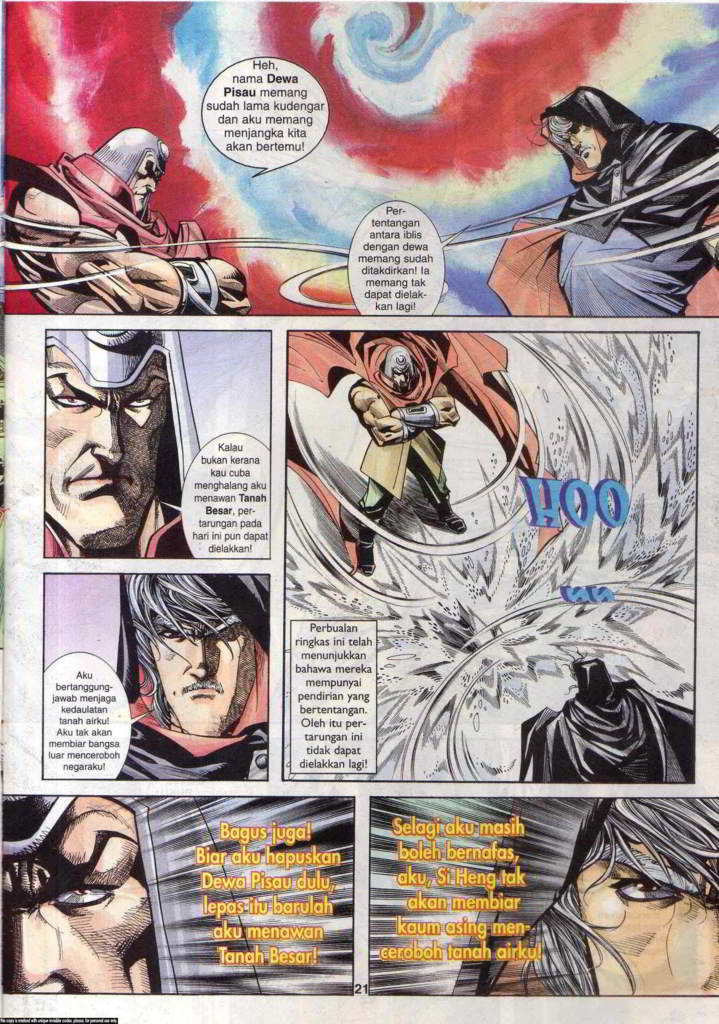 Heh,
nama Dewa
Pisau memang
sudah lama kudengar
dan aku memang
menjangka kita
akan bertemu!
Per-
tentangan
antara iblis
dengan dewa
memang sudah
ditakdirkan! Ia
memang tak
dapat dielak-
kan lagi!
Kalau
bukan kerana
kau cuba
menghalang aku
menawan Tanah
Besar, per-
tarungan pada
hari ini pun dapat
dielakkan!
HOO
Aku
bertanggung-
jawab menjaga
kedaulatan
tanah airku!
Aku tak akan
membiar bangsa
luar menceroboh
negaraku!
Perbualan
ringkas ini telah
menunjukkan
bahawa mereka
mempunyai
pendirian yang
bertentangan.
Oleh itu per-
tarungan ini
tidak dapat
dielakkan lagi!
Bagus juga!
Biar aku hapuskan
Dewa Pisau dulu,
lepas itu barulah
aku menawan
Tanah Besar!
Selagi aku masih
boleh bernafas,
aku, Si Heng tak
akan membiar
kaum asing men-
ceroboh tanah airku!
21